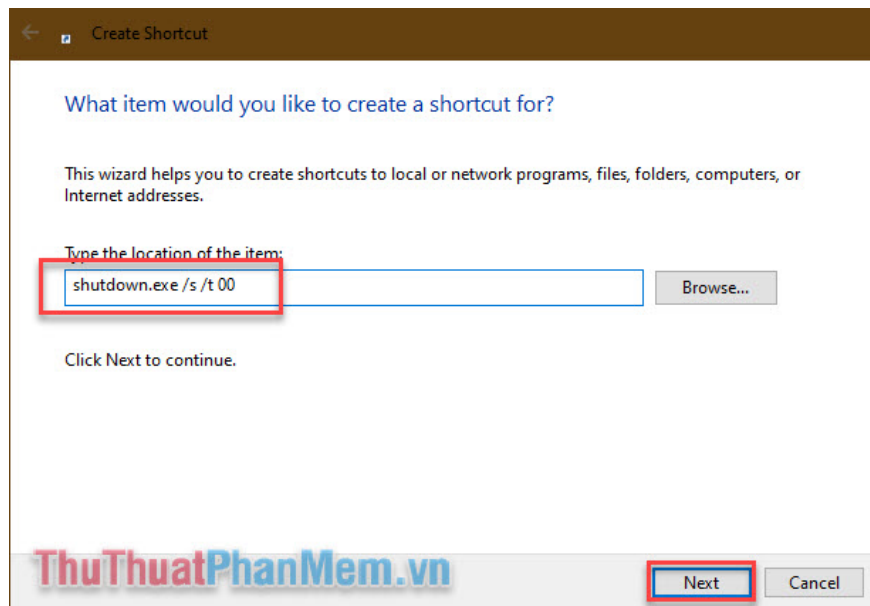 Create Shortcut
What item would you like to create a shortcut for?
This wizard helps you to create shortcuts to local or network programs, files, folders, computers, or
Internet addresses.
Type the location of the item:
shutdown.exe /s /t 00
Browse...
Click Next to continue.
ThuThuatPhanMem.vn
Next
Cancel